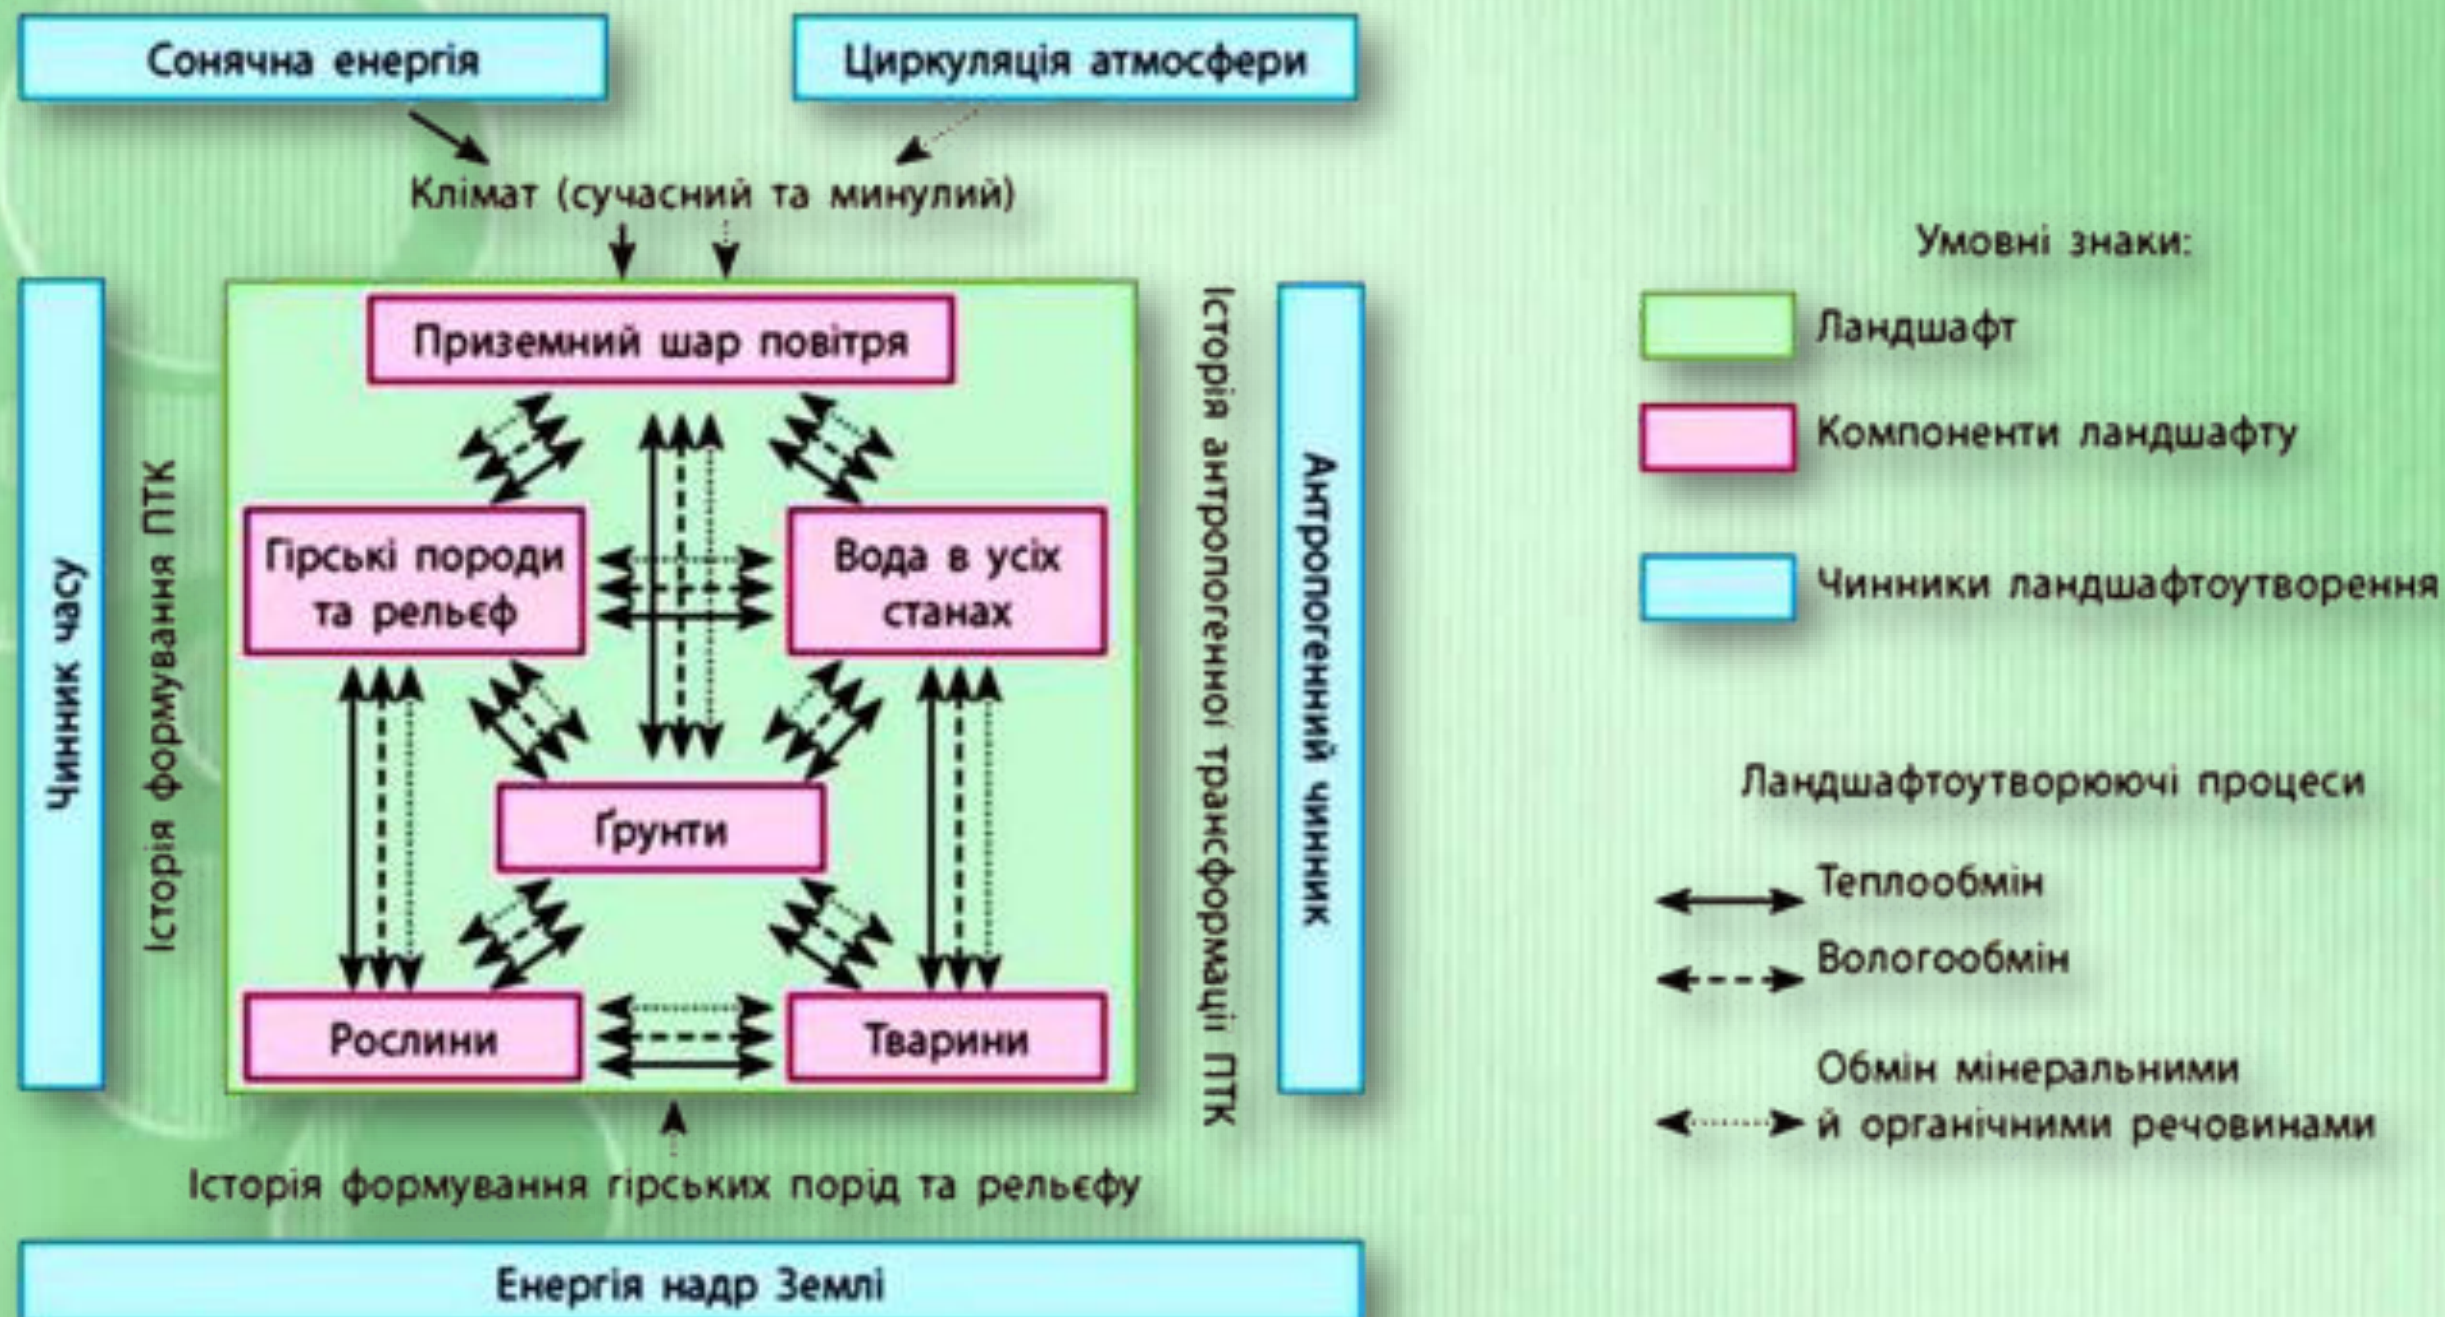 Сонячна енергія
Циркуляція атмосфери
Клімат (сучасний та минулий)
Чинник часу
Історія формування ПТК
Приземний шар повітря
Гірські породи
та рельєф
Вода в усіх
станах
Ґрунти
Рослини
Тварини
Історія антропогенної трансформації ПТК
Антропогенний чинник
Історія формування гірських порід та рельєфу
Енергія надр Землі
Умовні знаки:
Ландшафт
Компоненти ландшафту
Чинники ландшафтоутворення
Ландшафтоутворюючі процеси
Теплообмін
Вологообмін
Обмін мінеральними
й органічними речовинами